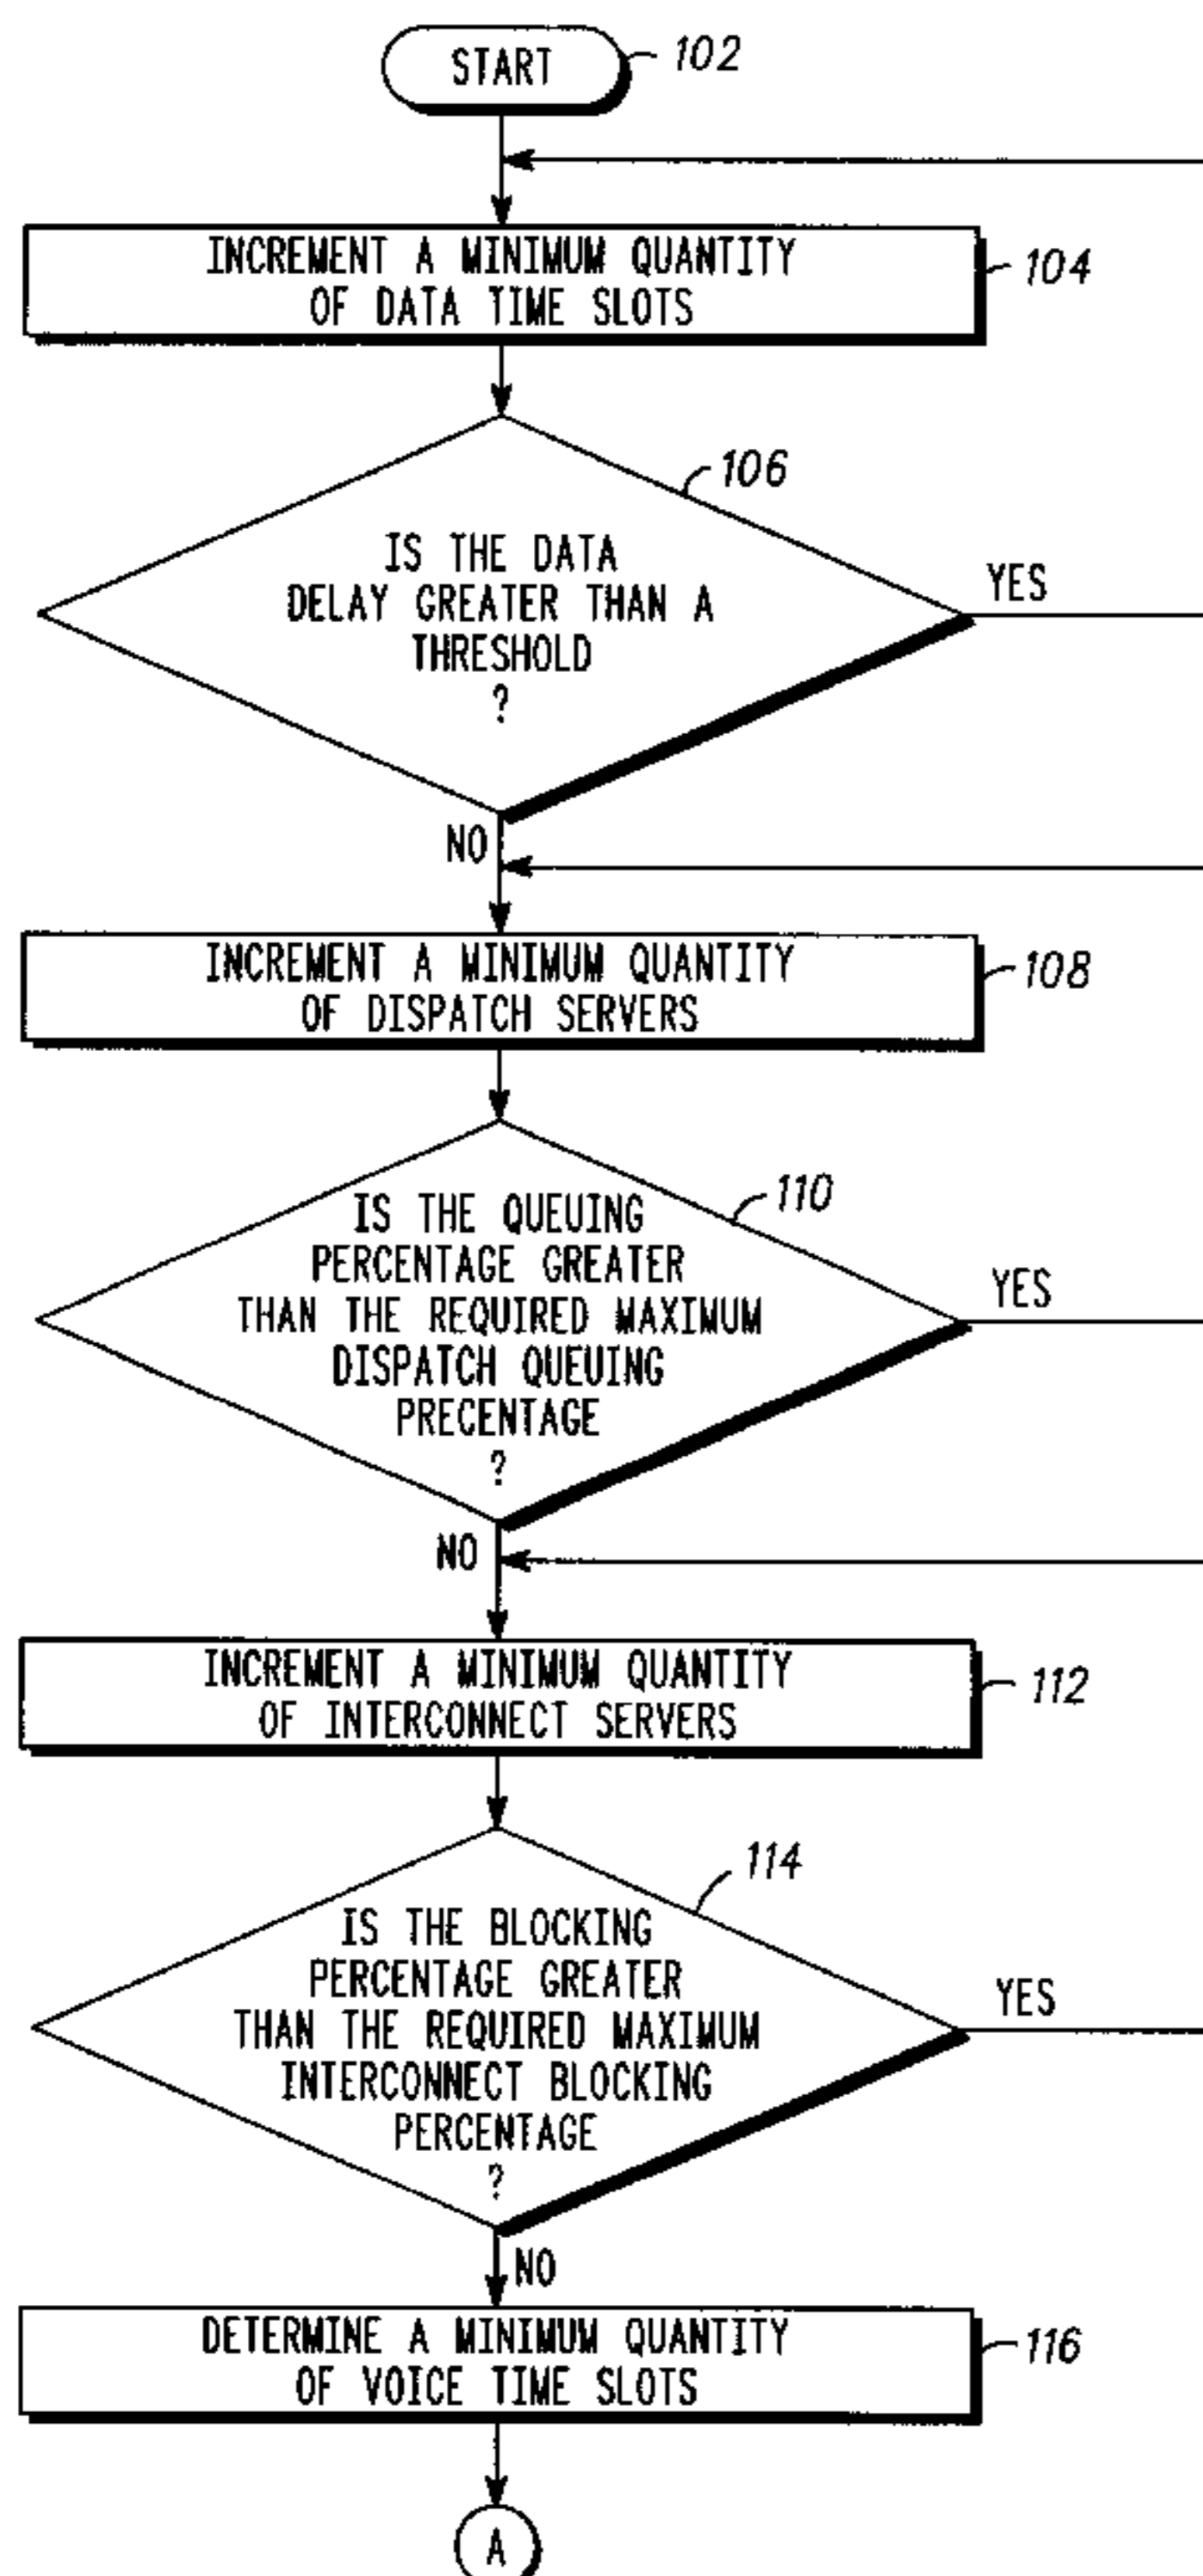 START
102
INCREMENT A MINIMUM QUANTITY
OF DATA TIME SLOTS
104
106
IS THE DATA
DELAY GREATER THAN A
THRESHOLD
?
YES
NO
INCREMENT A MINIMUM QUANTITY
OF DISPATCH SERVERS
108
110
IS THE QUEUING
PERCENTAGE GREATER
THAN THE REQUIRED MAXIMUM
DISPATCH QUEUING
PRECENTAGE
?
YES
NO
INCREMENT A MINIMUM QUANTITY
OF INTERCONNECT SERVERS
112
114
IS THE BLOCKING
PERCENTAGE GREATER
THAN THE REQUIRED MAXIMUM
INTERCONNECT BLOCKING
PERCENTAGE
?
YES
NO
DETERMINE A MINIMUM QUANTITY
OF VOICE TIME SLOTS
116
A